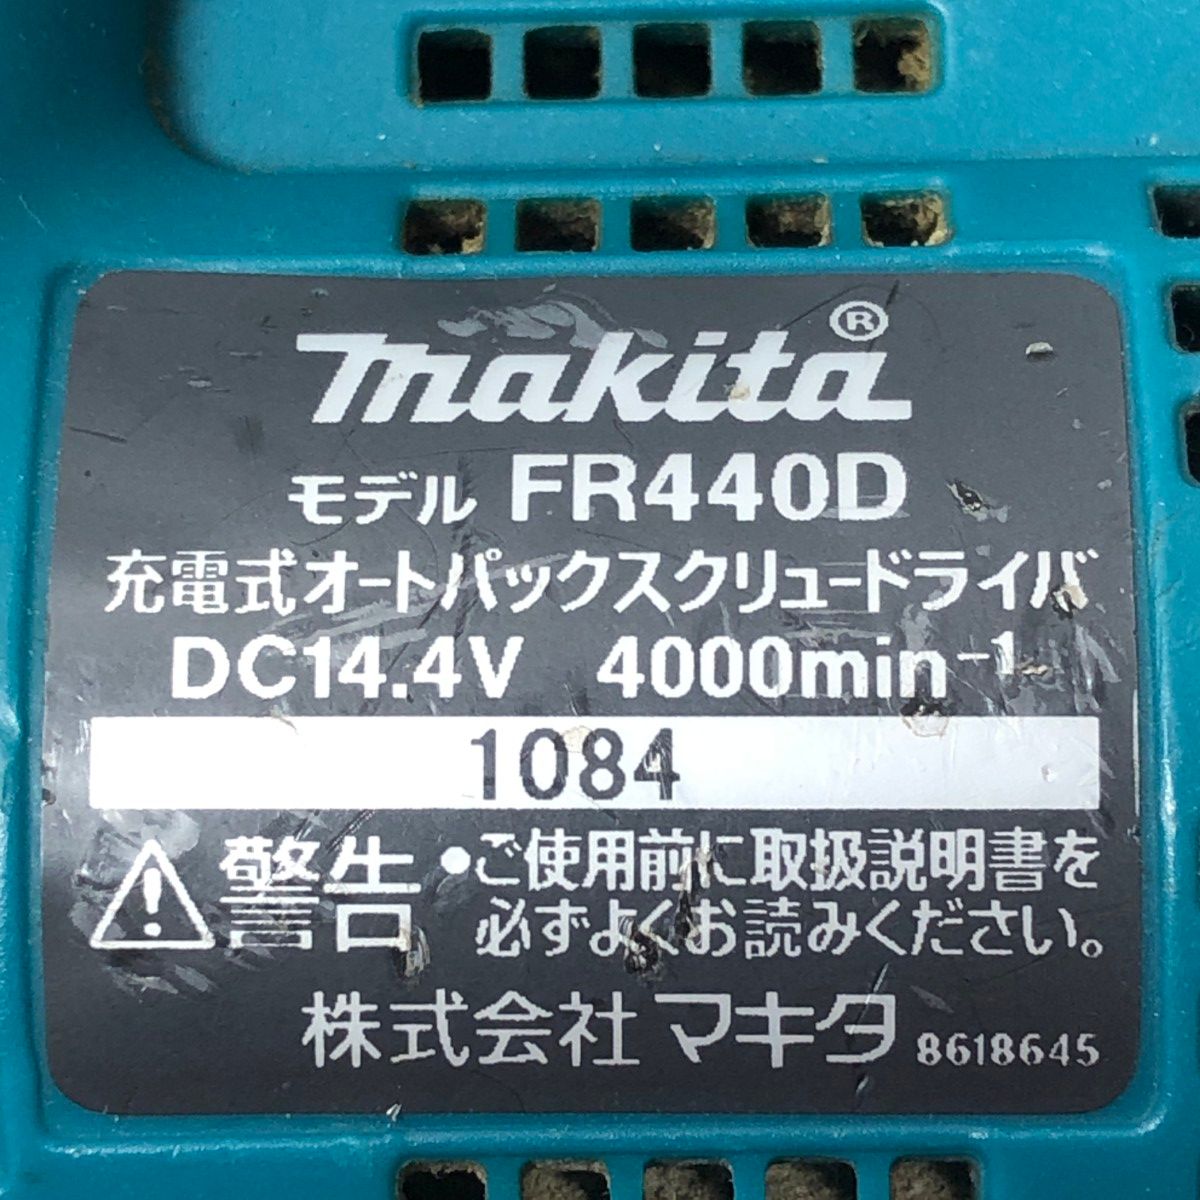 makita®
モデル FR440D
充電式オートパックスクリュードライバ
DC14.4V 4000min⁻¹
1084
警告 •ご使用前に取扱説明書を
必ずよくお読みください。
株式会社マキタ 8618645